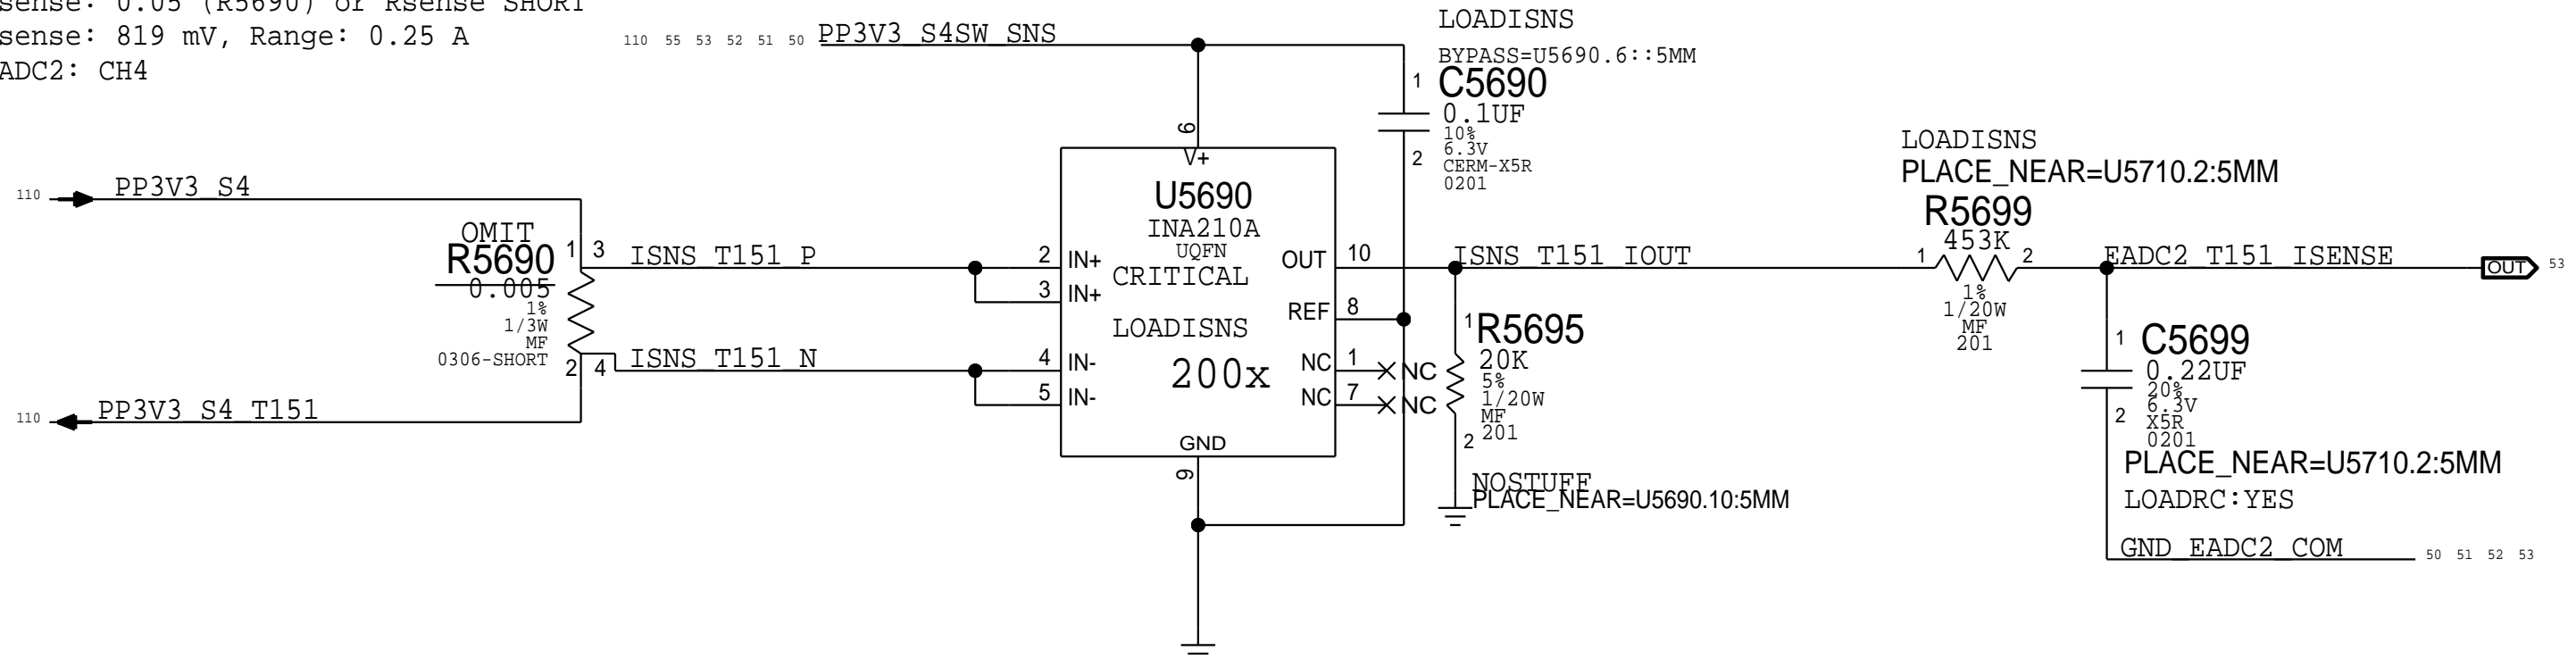 sense: 0.05 (R5690) or Rsense SHORT
sense: 819 mV, Range: 0.25 A
ADC2: CH4
110 55 53 52 51 50 PP3V3_S4SW_SNS
LOADISNS
BYPASS=U5690.6::5MM
1 C5690
0.1UF
10%
6.3V
2
CERM-X5R
0201
6
V+
U5690
INA210A
UQFN
CRITICAL
LOADISNS
200x
GND
9
110 PP3V3_S4
OMIT
R5690
0.005
1%
1/3W
MF
0306-SHORT
1 3 ISNS_T151_P
2 4 ISNS_T151_N
110 PP3V3_S4_T151
2 IN+
3 IN+
4 IN-
5 IN-
OUT 10 ISNS_T151_IOUT
REF 8
NC 1 NC
NC 7 NC
1 R5695
20K
5%
1/20W
MF
201
2
NOSTUFF
PLACE_NEAR=U5690.10:5MM
LOADISNS
PLACE_NEAR=U5710.2:5MM
R5699
453K
1 2
1%
1/20W
MF
201
EADC2_T151_ISENSE OUT 53
1 C5699
0.22UF
20%
6.3V
2 X5R
0201
PLACE_NEAR=U5710.2:5MM
LOADRC:YES
GND_EADC2_COM 50 51 52 53